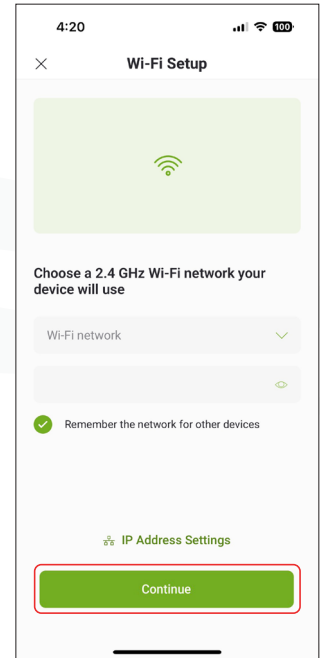 4:20
100
Wi-Fi Setup
Choose a 2.4 GHz Wi-Fi network your
device will use
Wi-Fi network
Remember the network for other devices
IP Address Settings
Continue